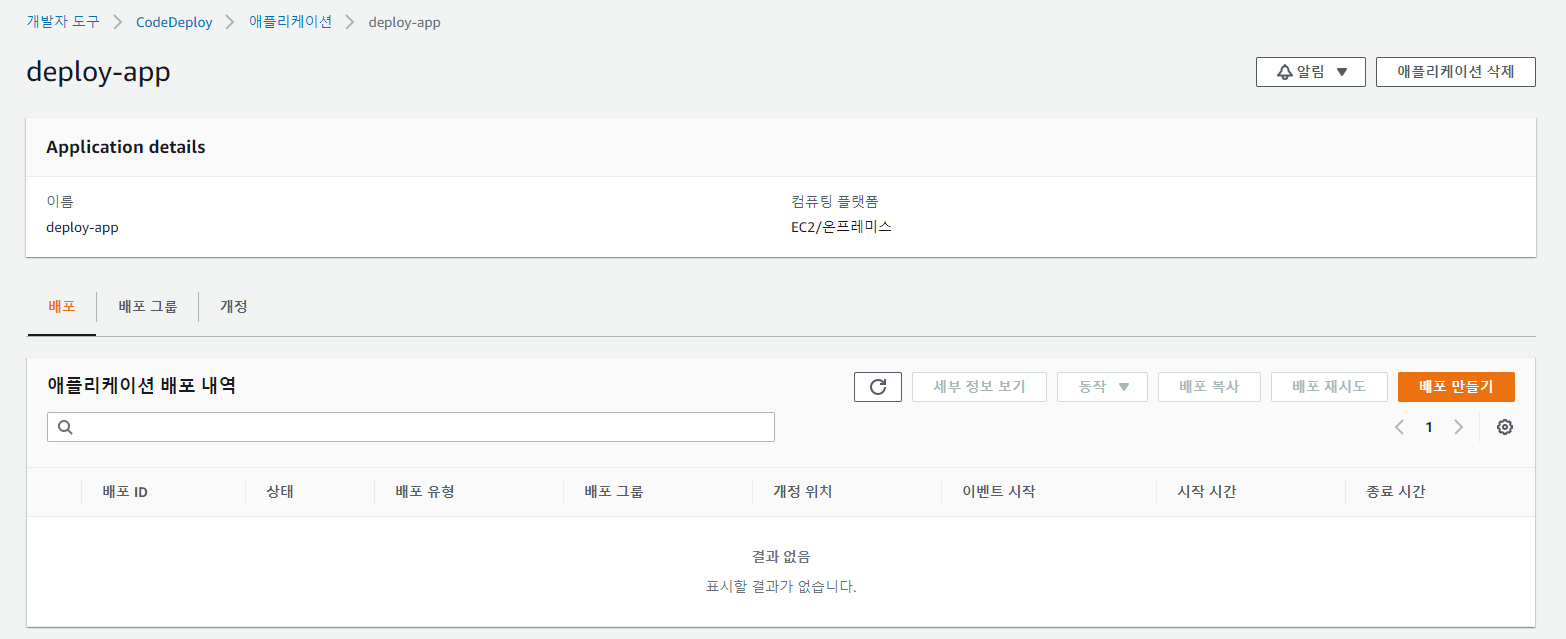 개발자 도구 CodeDeploy 애플리케이션 deploy-app
deploy-app
알림 애플리케이션 삭제
Application details
이름 컴퓨팅 플랫폼
deploy-app EC2/온프레미스
배포 배포 그룹 개정
애플리케이션 배포 내역
세부 정보 보기 동작 배포 복사 배포 재시도 배포 만들기
1
배포 ID 상태 배포 유형 배포 그룹 개정 위치 이벤트 시작 시작 시간 종료 시간
결과 없음
표시할 결과가 없습니다.